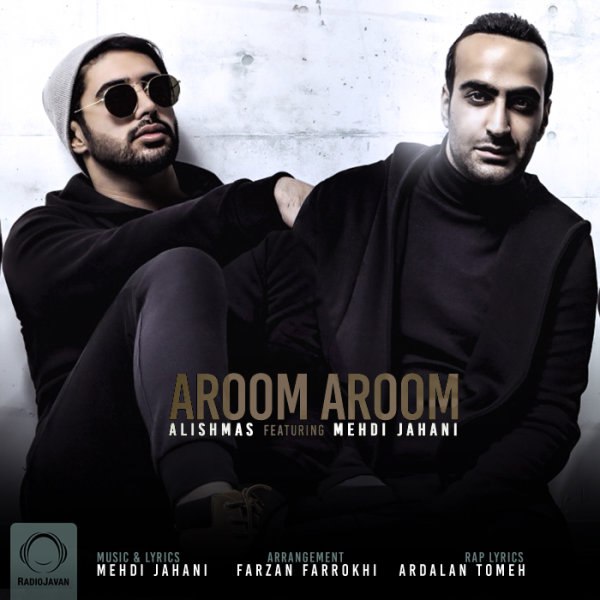 AROOM AROOM
ALISHMAS FEATURING MEHDI JAHANI
MUSIC & LYRICS ARRANGEMENT RAP LYRICS
MEHDI JAHANI FARZAN FARROKHI ARDALAN TOMEH
RADIOJAVAN